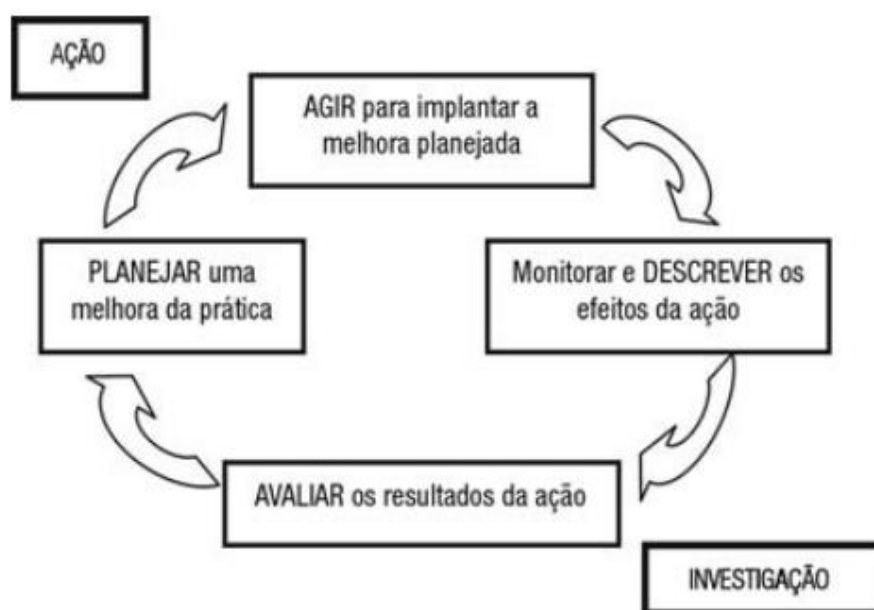 AÇÃO
AGIR para implantar a
melhora planejada
PLANEJAR uma
melhora da prática
Monitorar e DESCREVER os
efeitos da ação
AVALIAR os resultados da ação
INVESTIGAÇÃO